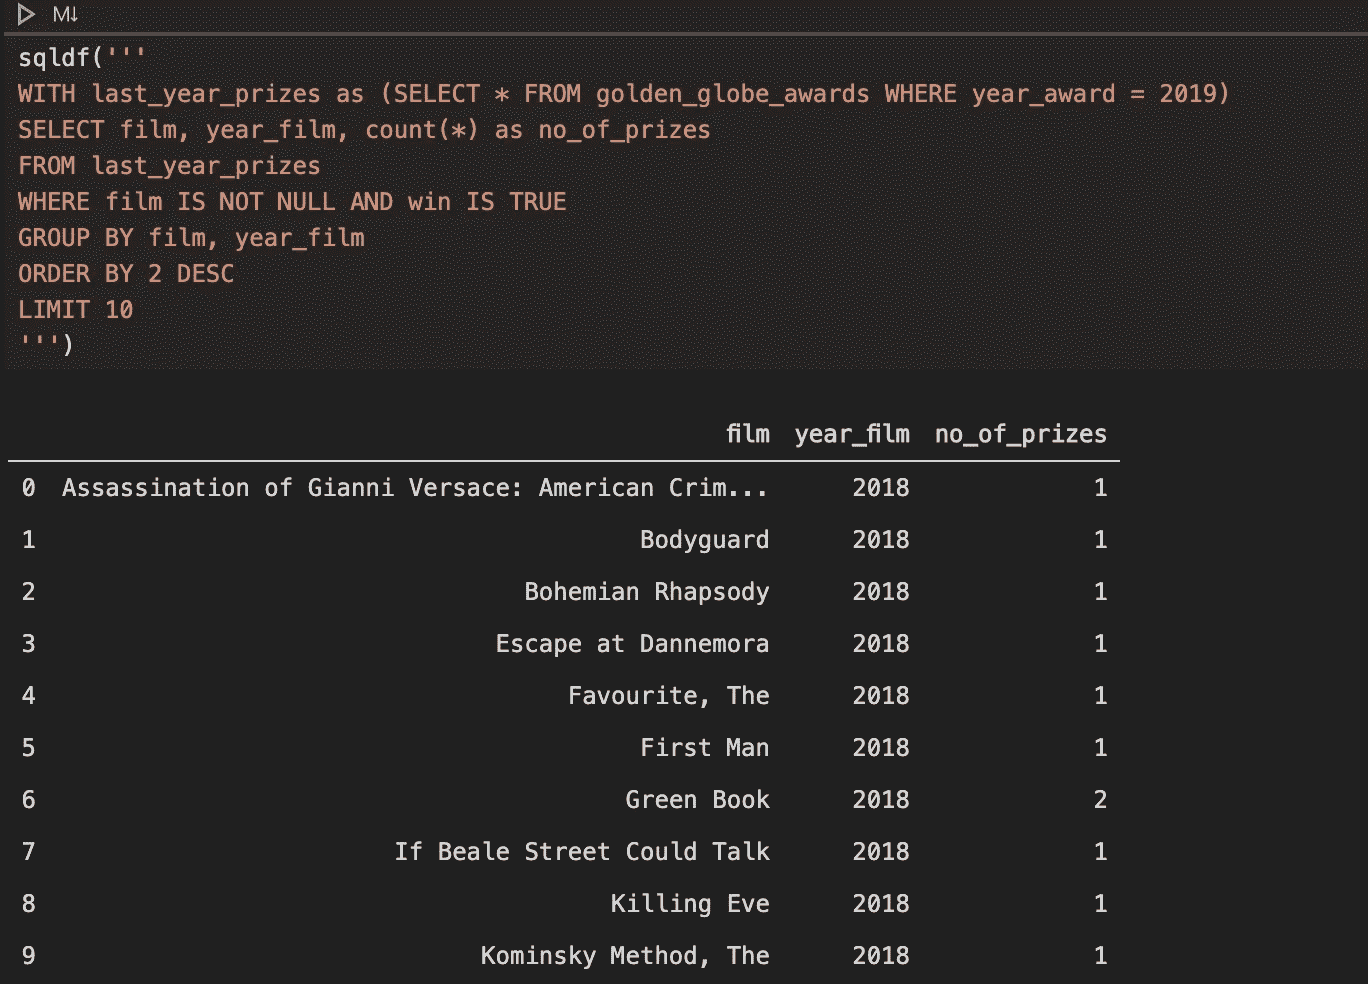 M↓
sqldf('''
WITH last_year_prizes as (SELECT * FROM golden_globe_awards WHERE year_award = 2019)
SELECT film, year_film, count(*) as no_of_prizes
FROM last_year_prizes
WHERE film IS NOT NULL AND win IS TRUE
GROUP BY film, year_film
ORDER BY 2 DESC
LIMIT 10
''')
film year_film no_of_prizes
0 Assassination of Gianni Versace: American Crim... 2018 1
1 Bodyguard 2018 1
2 Bohemian Rhapsody 2018 1
3 Escape at Dannemora 2018 1
4 Favourite, The 2018 1
5 First Man 2018 1
6 Green Book 2018 2
7 If Beale Street Could Talk 2018 1
8 Killing Eve 2018 1
9 Kominsky Method, The 2018 1